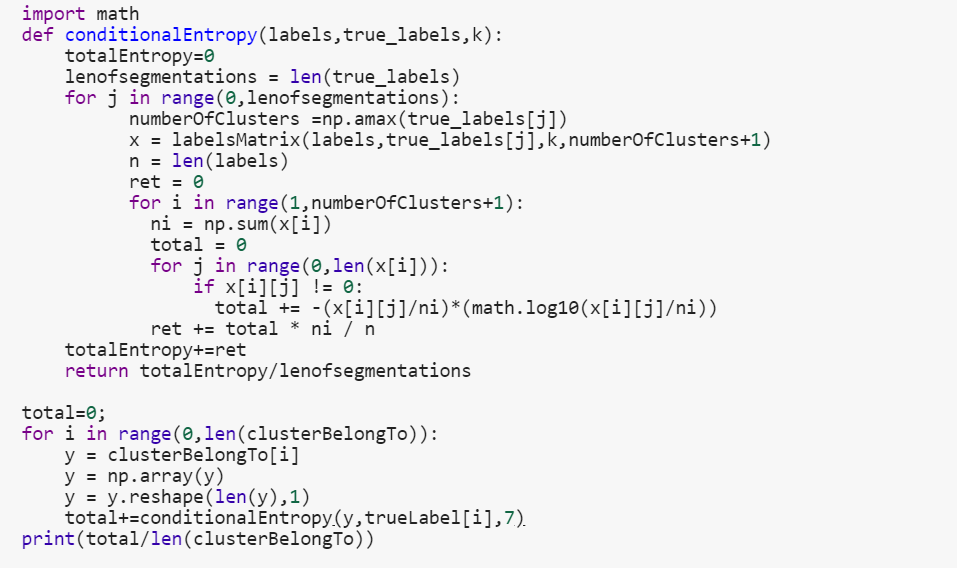 import math
def conditionalEntropy(labels,true_labels,k):
    totalEntropy=0
    lenofsegmentations = len(true_labels)
    for j in range(0,lenofsegmentations):
          numberOfClusters =np.amax(true_labels[j])
          x = labelsMatrix(labels,true_labels[j],k,numberOfClusters+1)
          n = len(labels)
          ret = 0
          for i in range(1,numberOfClusters+1):
            ni = np.sum(x[i])
            total = 0
            for j in range(0,len(x[i])):
                if x[i][j] != 0:
                  total += -(x[i][j]/ni)*(math.log10(x[i][j]/ni))
            ret += total * ni / n
    totalEntropy+=ret
    return totalEntropy/lenofsegmentations

total=0;
for i in range(0,len(clusterBelongTo)):
    y = clusterBelongTo[i]
    y = np.array(y)
    y = y.reshape(len(y),1)
    total+=conditionalEntropy(y,trueLabel[i],7)
print(total/len(clusterBelongTo))